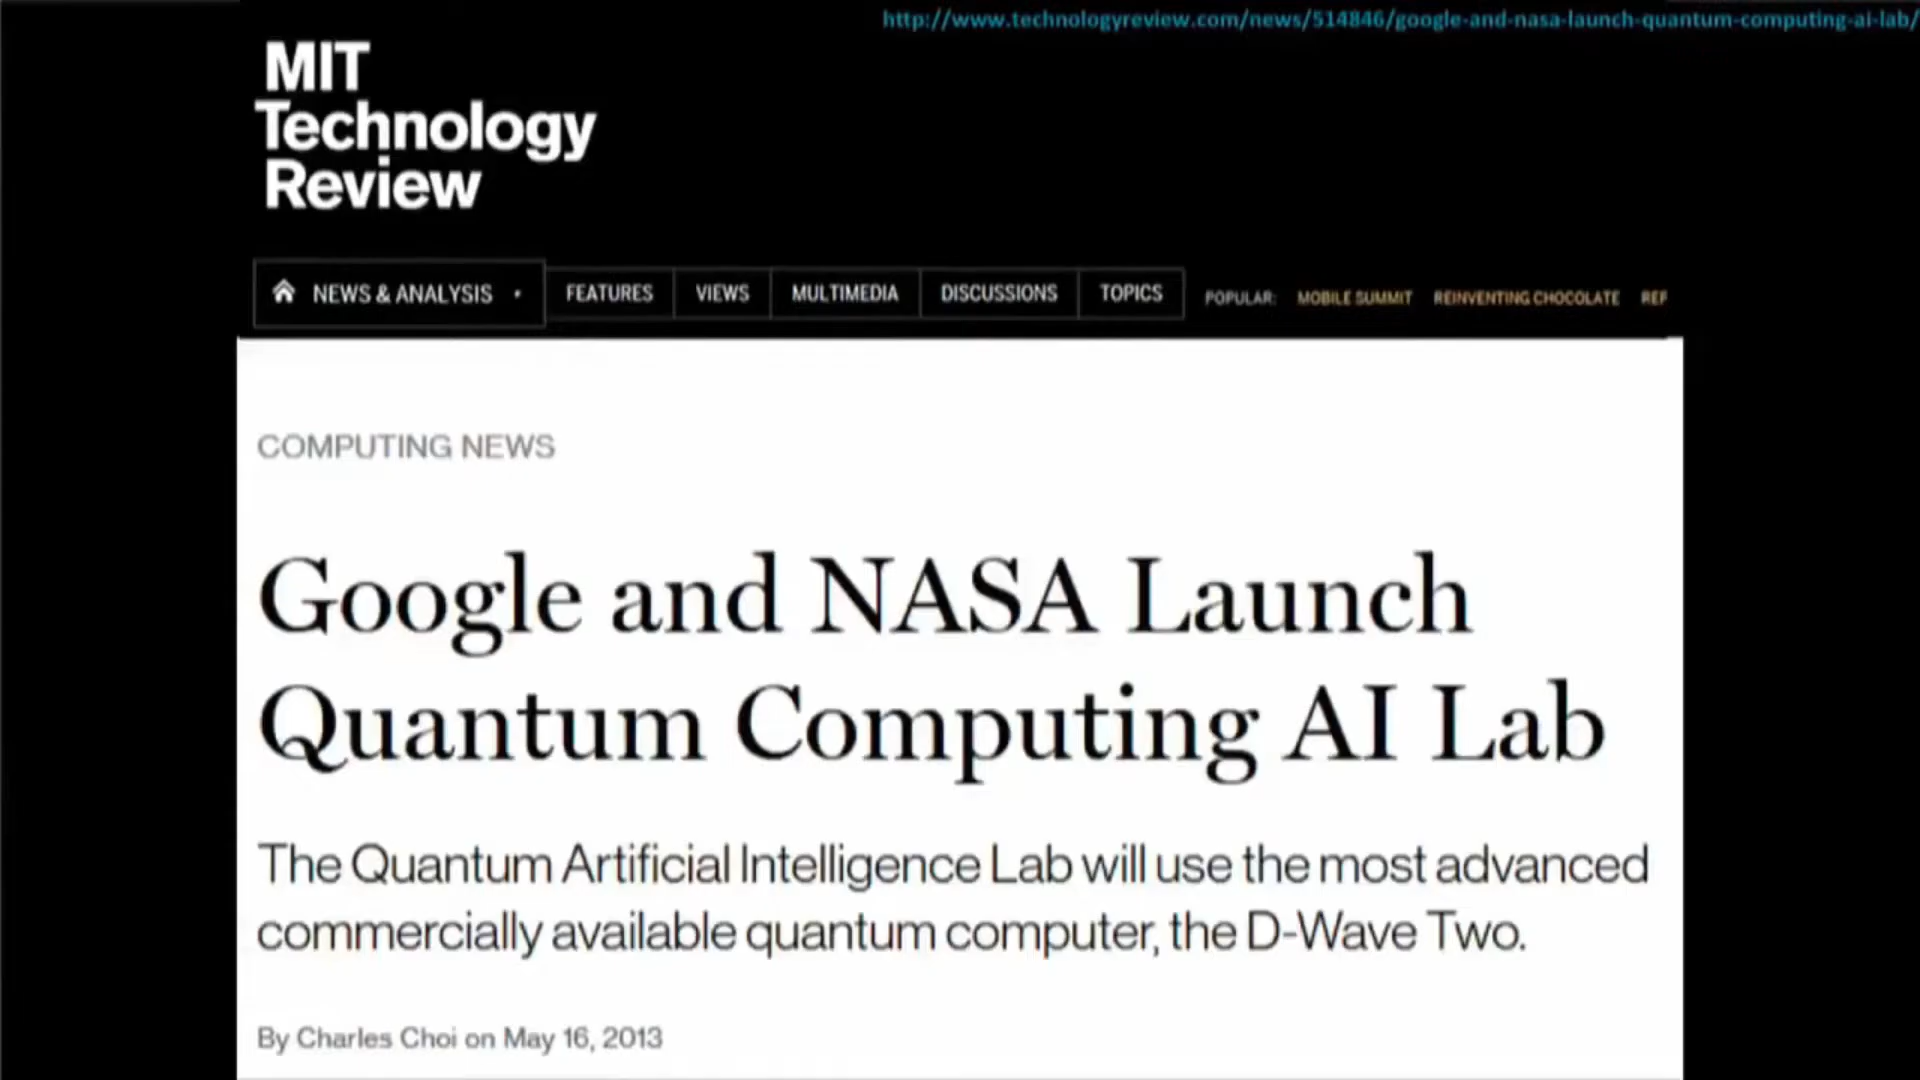 http://www.technologyreview.com/news/514846/google-and-nasa-launch-quantum-computing-ai-lab/
MIT
Technology
Review
NEWS & ANALYSIS FEATURES VIEWS MULTIMEDIA DISCUSSIONS TOPICS POPULAR: MOBILE SUMMIT REINVENTING CHOCOLATE REF
COMPUTING NEWS
Google and NASA Launch
Quantum Computing AI Lab
The Quantum Artificial Intelligence Lab will use the most advanced
commercially available quantum computer, the D-Wave Two.
By Charles Choi on May 16, 2013